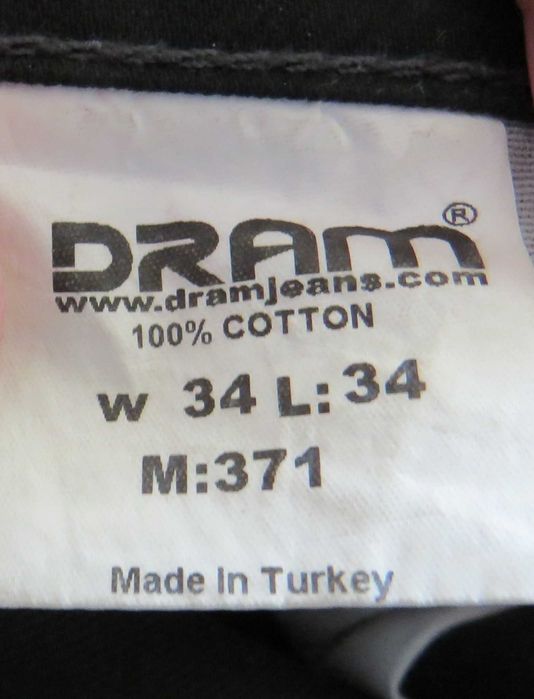 DRAM®
www.dramjeans.com
100% COTTON
W 34 L: 34
M:371
Made in Turkey